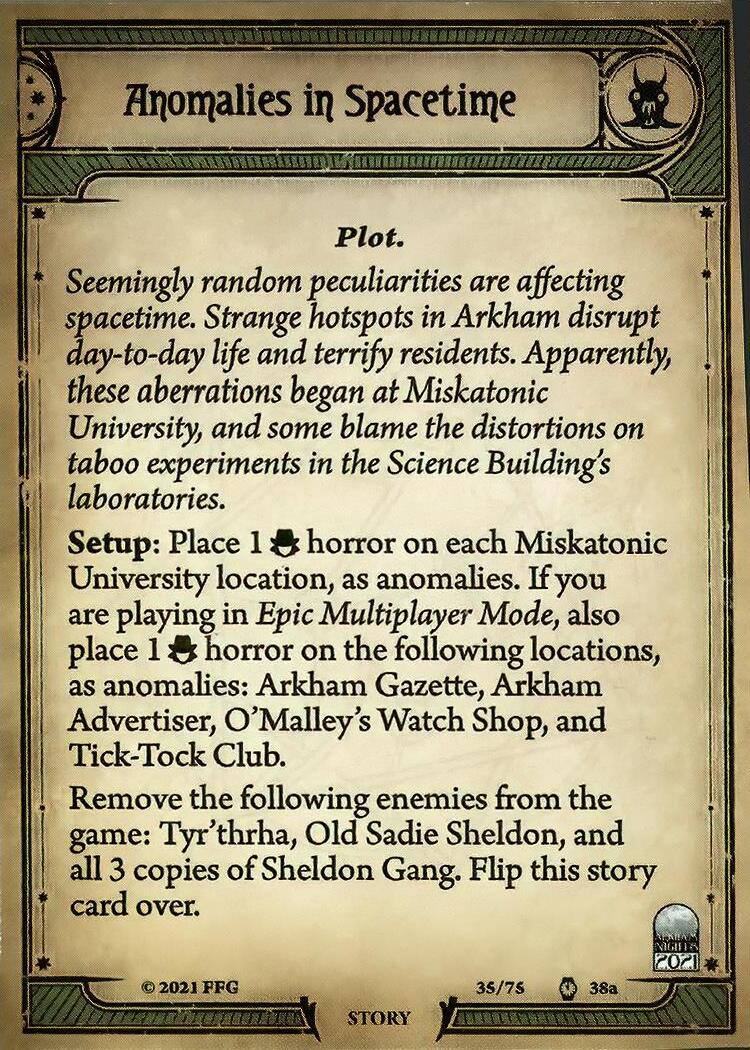 Anomalies in Spacetime
Plot.
Seemingly random peculiarities are affecting
spacetime. Strange hotspots in Arkham disrupt
day-to-day life and terrify residents. Apparently,
these aberrations began at Miskatonic
University, and some blame the distortions on
taboo experiments in the Science Building's
laboratories.
Setup: Place 1 horror on each Miskatonic
University location, as anomalies. If you
are playing in Epic Multiplayer Mode, also
place 1 horror on the following locations,
as anomalies: Arkham Gazette, Arkham
Advertiser, O'Malley's Watch Shop, and
Tick-Tock Club.
Remove the following enemies from the
game: Tyr'thrha, Old Sadie Sheldon, and
all 3 copies of Sheldon Gang. Flip this story
card over.
ARKHAM
NIGHTS
2021
© 2021 FFG
35/75
38a
STORY